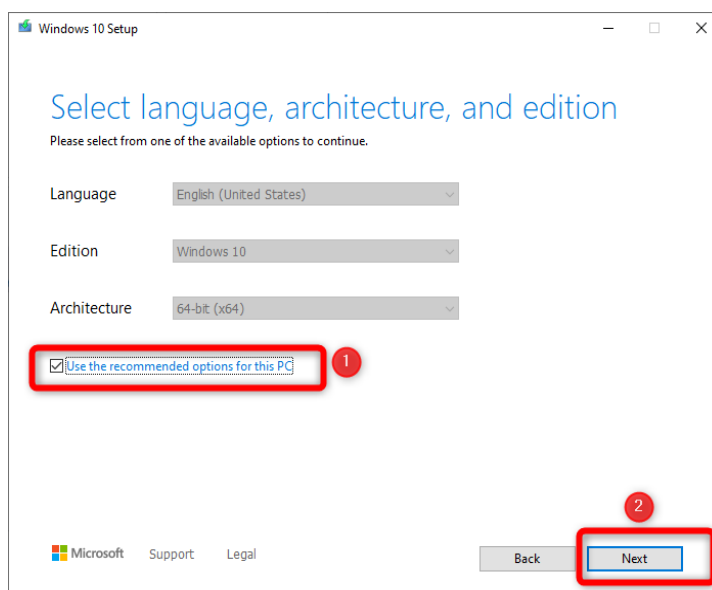 Windows 10 Setup
Select language, architecture, and edition
Please select from one of the available options to continue.
Language English (United States)
Edition Windows 10
Architecture 64-bit (x64)
Use the recommended options for this PC 1
2
Microsoft Support Legal Back Next